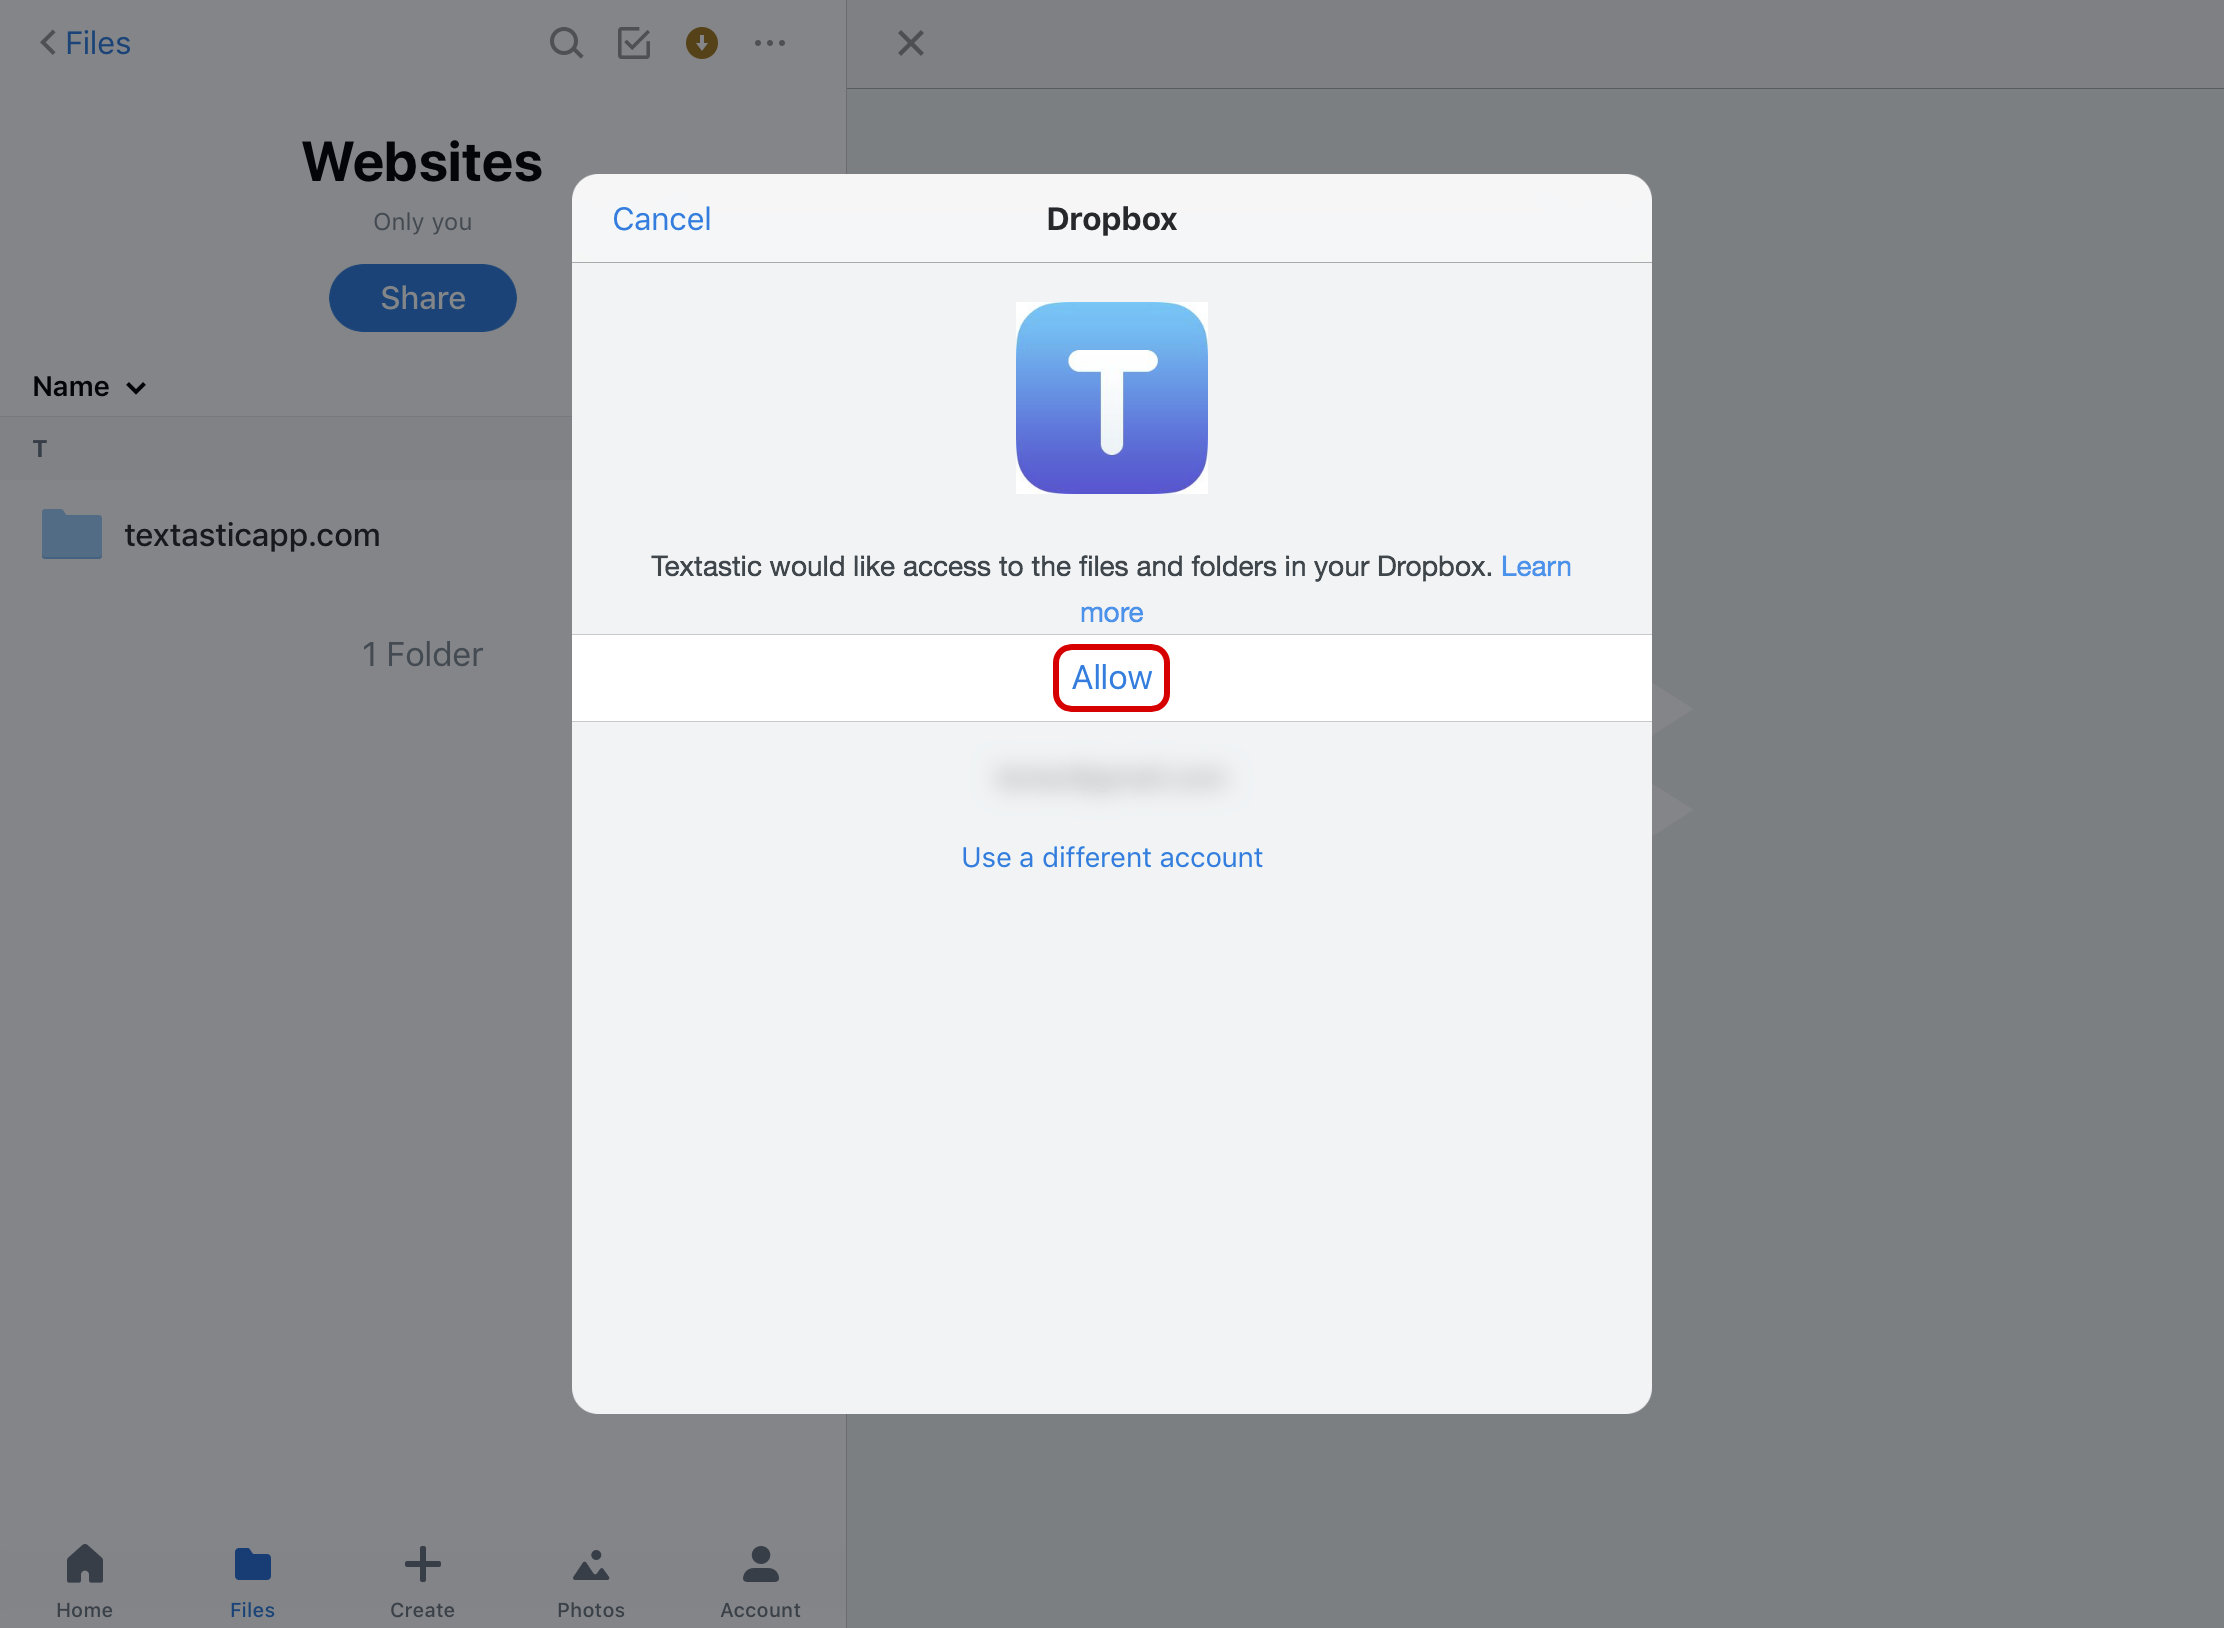 Files
Websites
Only you
Share
Name
T
textasticapp.com
1 Folder
Cancel
Dropbox
T
Textastic would like access to the files and folders in your Dropbox. Learn
more
Allow
Use a different account
Home
Files
Create
Photos
Account